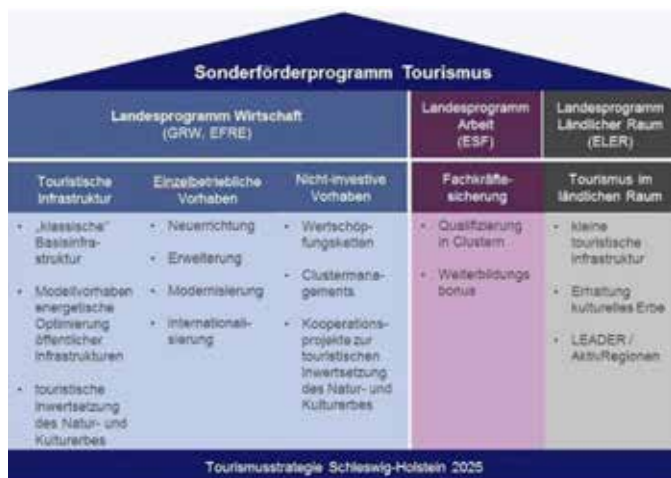 Sonderförderprogramm Tourismus
Landesprogramm Wirtschaft
(GRW, EFRE)
Landesprogramm
Arbeit
(ESF)
Landesprogramm
Ländlicher Raum
(ELER)
Touristische
Infrastruktur
Einzelbetriebliche
Vorhaben
Nicht-investive
Vorhaben
Fachkräfte-
sicherung
Tourismus im
ländlichen Raum
• „klassische“
Basisinfra-
struktur
• Modellvorhaben
energetische
Optimierung
öffentlicher
Infrastrukturen
• touristische
Inwertsetzung
des Natur- und
Kulturerbes
• Neuerrichtung
• Erweiterung
• Modernisierung
• Internationali-
sierung
• Wertschöp-
fungsketten
• Clustermana-
gements
• Kooperations-
projekte zur
touristischen
Inwertsetzung
des Natur- und
Kulturerbes
• Qualifizierung
in Clustern
• Weiterbildungs
bonus
• kleine
touristische
Infrastruktur
• Erhaltung
kulturelles Erbe
• LEADER /
AktivRegionen
Tourismusstrategie Schleswig-Holstein 2025